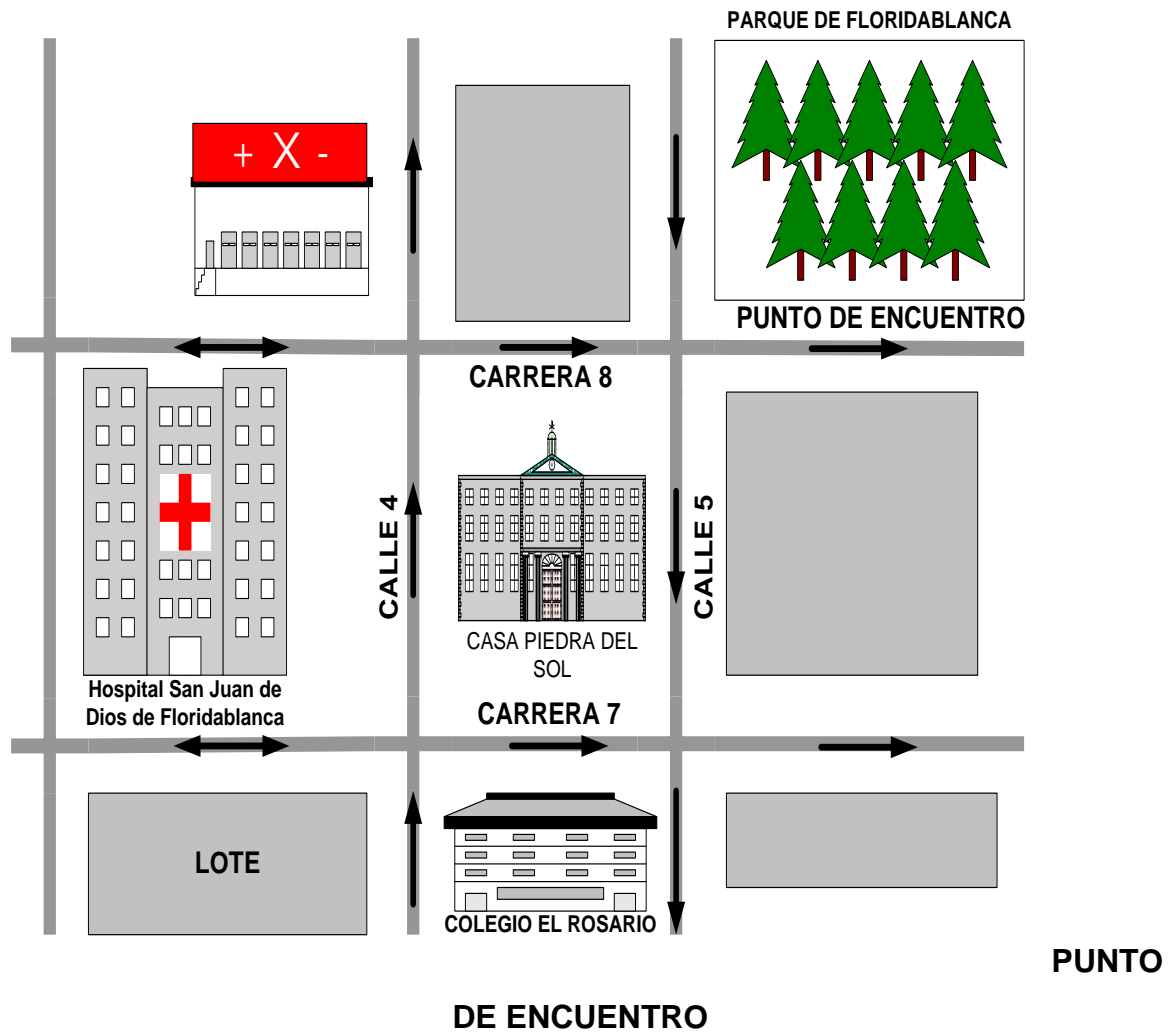 PARQUE DE FLORIDABLANCA
+ X -
PUNTO DE ENCUENTRO
CARRERA 8
CALLE 4
CALLE 5
CASA PIEDRA DEL
SOL
Hospital San Juan de
Dios de Floridablanca
CARRERA 7
LOTE
COLEGIO EL ROSARIO
PUNTO
DE ENCUENTRO